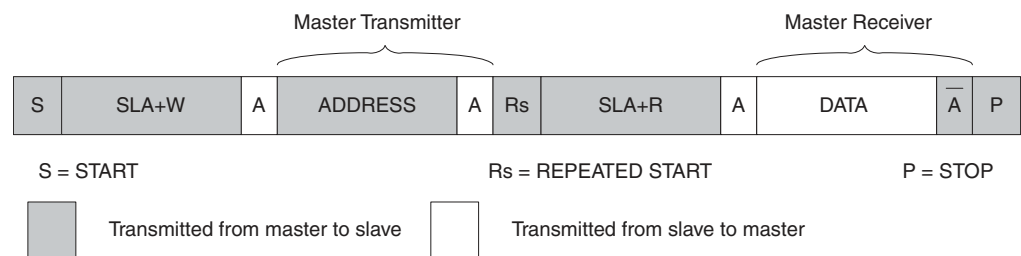 Master Transmitter Master Receiver
S SLA+W A ADDRESS A Rs SLA+R A DATA A̅ P
S = START Rs = REPEATED START P = STOP
Transmitted from master to slave Transmitted from slave to master